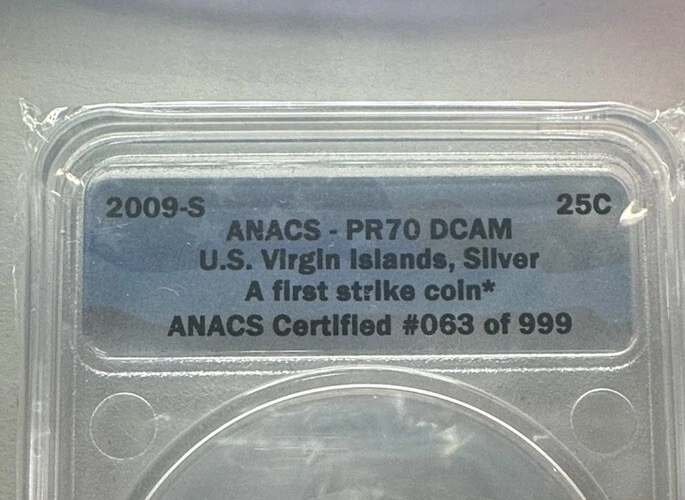 2009-S 25C
ANACS - PR70 DCAM
U.S. Virgin Islands, Silver
A first strike coin*
ANACS Certified #063 of 999